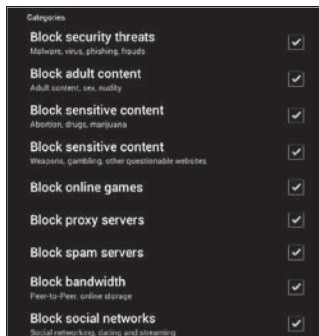 Categories
Block security threats
Malware, virus, phishing, frauds
Block adult content
Adult content, sex, nudity
Block sensitive content
Abortion, drugs, marijuana
Block sensitive content
Weapons, gambling, other questionable websites
Block online games
Block proxy servers
Block spam servers
Block bandwidth
Peer-to-Peer, online storage
Block social networks
Social networking, dating and streaming